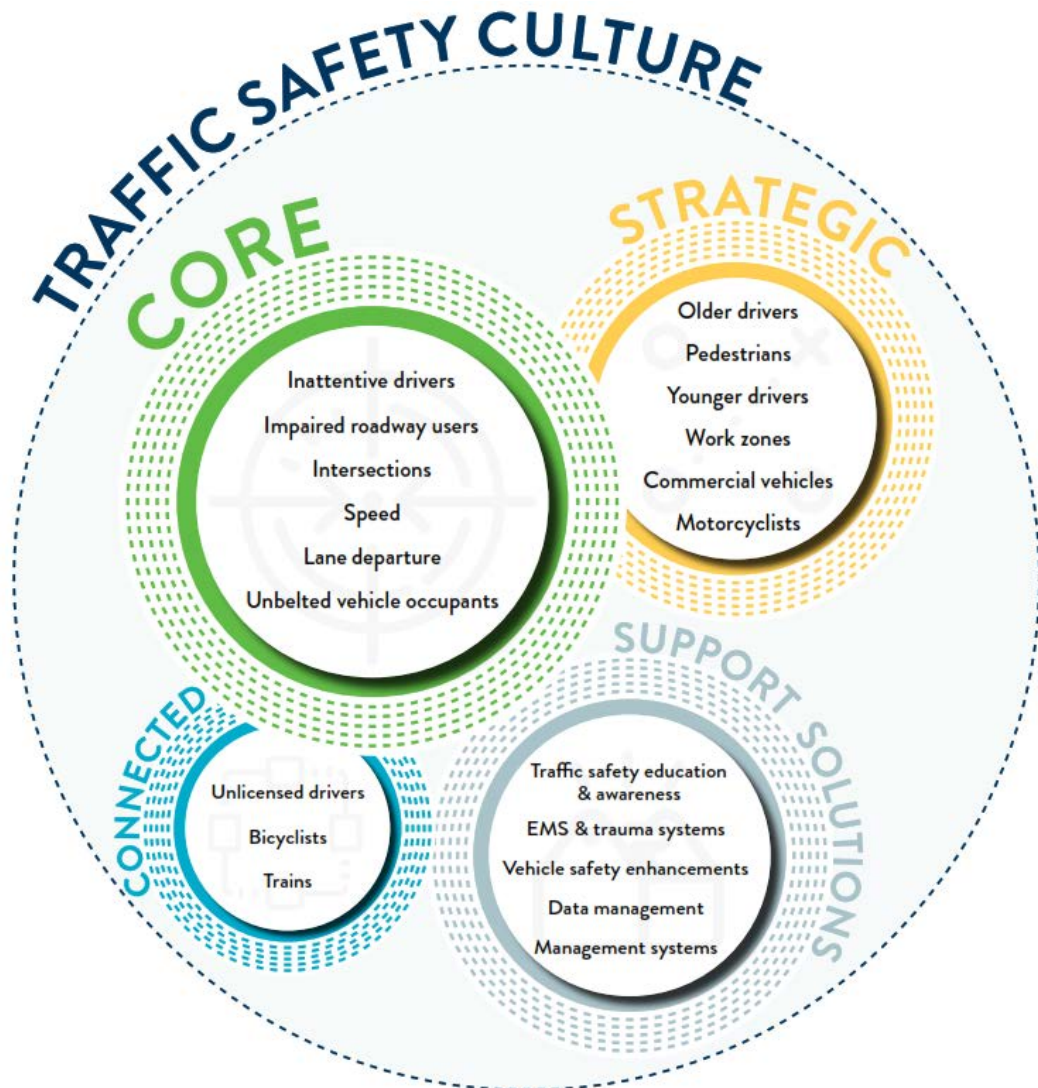 TRAFFIC SAFETY CULTURE
CORE
Inattentive drivers
Impaired roadway users
Intersections
Speed
Lane departure
Unbelted vehicle occupants
STRATEGIC
Older drivers
Pedestrians
Younger drivers
Work zones
Commercial vehicles
Motorcyclists
CONNECTED
Unlicensed drivers
Bicyclists
Trains
SUPPORT SOLUTIONS
Traffic safety education
& awareness
EMS & trauma systems
Vehicle safety enhancements
Data management
Management systems